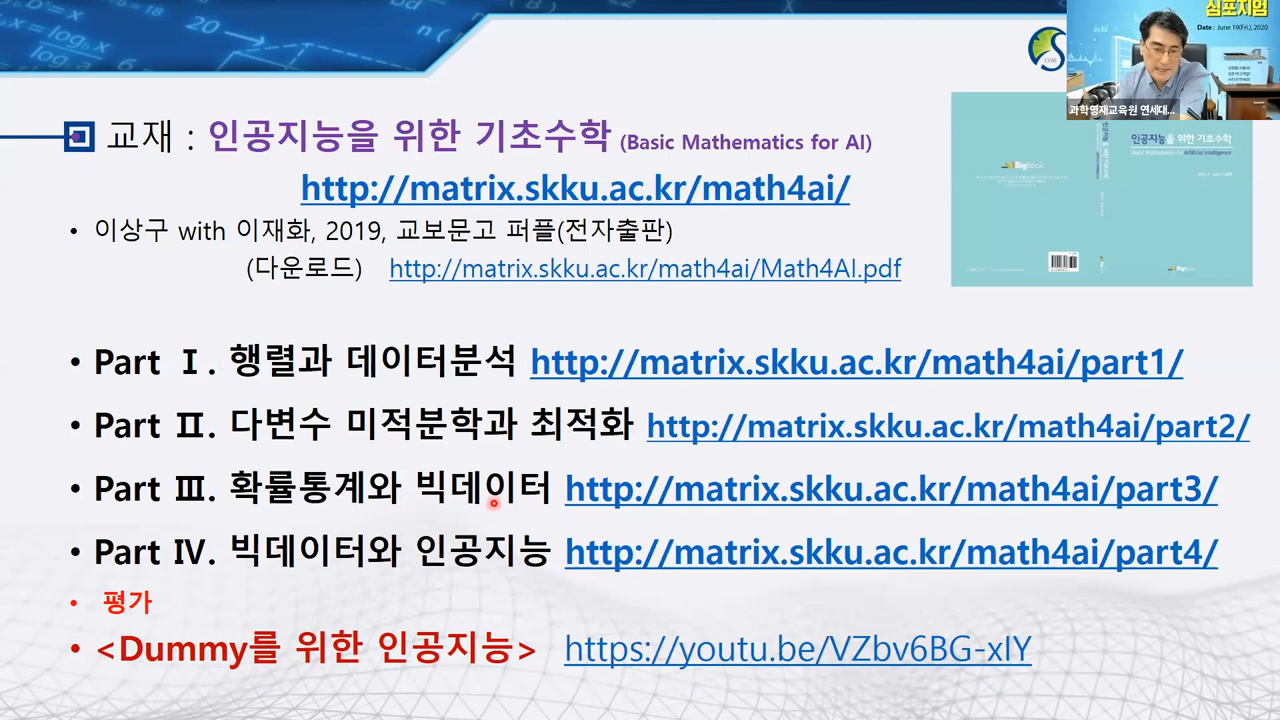 심포지엄
Date : June 19(Fri.), 2020
과학영재교육원 연세대...
교재 : 인공지능을 위한 기초수학 (Basic Mathematics for AI)
http://matrix.skku.ac.kr/math4ai/
• 이상구 with 이재화, 2019, 교보문고 퍼플(전자출판)
(다운로드) http://matrix.skku.ac.kr/math4ai/Math4AI.pdf
인공지능을 위한 기초수학
Basic Mathematics for Artificial Intelligence
BigBook
BigBook
• Part Ⅰ. 행렬과 데이터분석 http://matrix.skku.ac.kr/math4ai/part1/
• Part Ⅱ. 다변수 미적분학과 최적화 http://matrix.skku.ac.kr/math4ai/part2/
• Part Ⅲ. 확률통계와 빅데이터 http://matrix.skku.ac.kr/math4ai/part3/
• Part Ⅳ. 빅데이터와 인공지능 http://matrix.skku.ac.kr/math4ai/part4/
• 평가
• <Dummy를 위한 인공지능> https://youtu.be/VZbv6BG-xIY